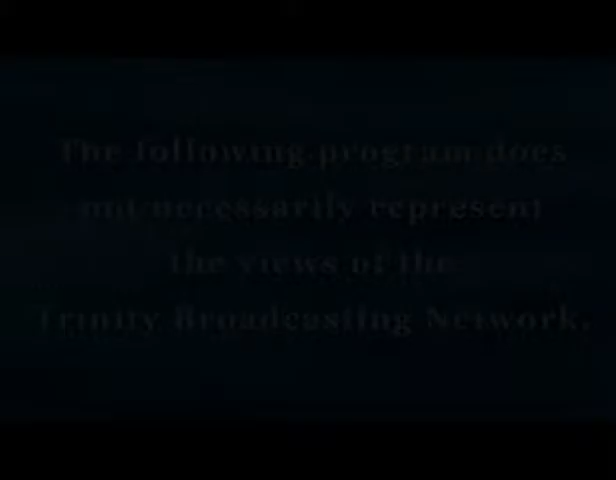 The following program does
not necessarily represent
the views of the
Trinity Broadcasting Network.